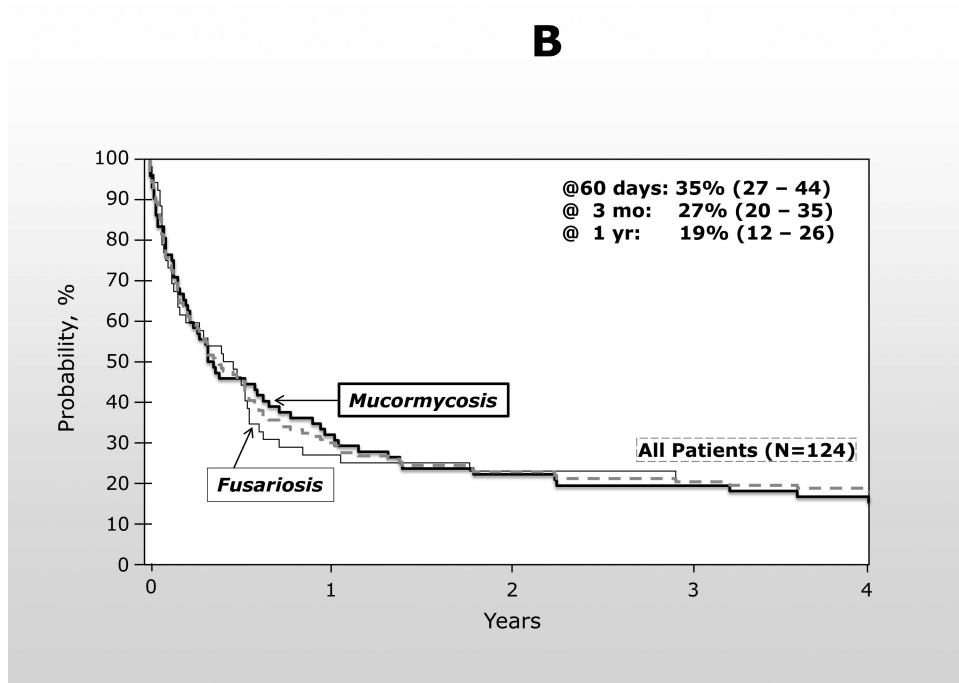 B
100
90
80
70
60
50
40
30
20
10
0
Probability, %
@60 days: 35% (27 – 44)
@ 3 mo: 27% (20 – 35)
@ 1 yr: 19% (12 – 26)
Mucormycosis
All Patients (N=124)
Fusariosis
0 1 2 3 4
Years